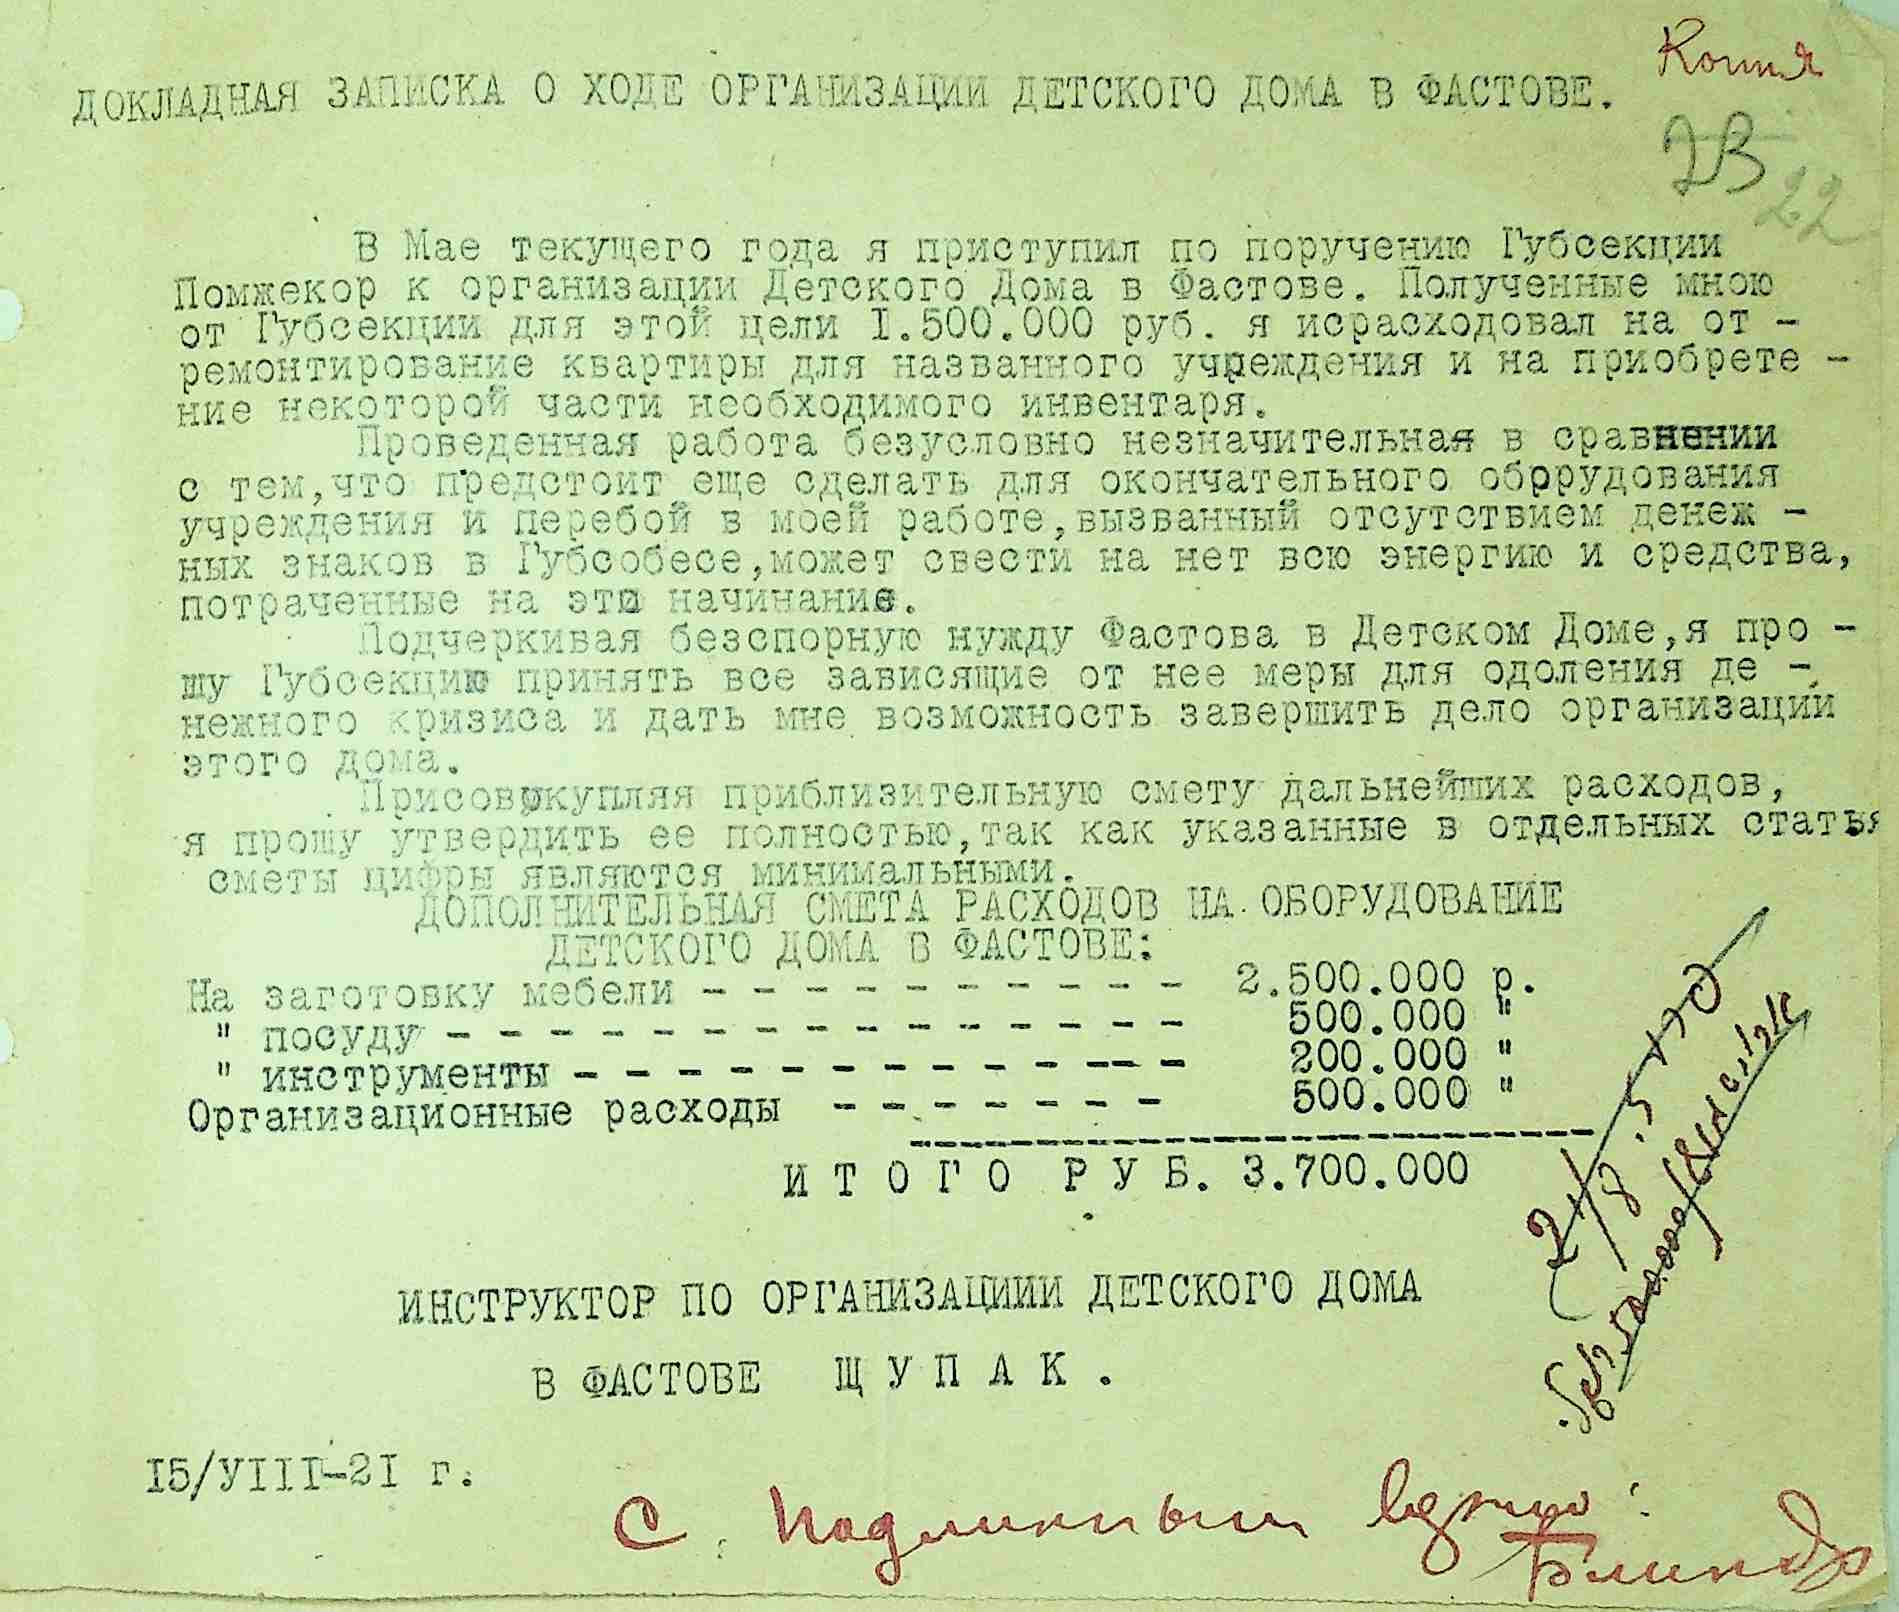 Копия
ДОКЛАДНАЯ ЗАПИСКА О ХОДЕ ОРГАНИЗАЦИИ ДЕТСКОГО ДОМА В ФАСТОВЕ.
23
22
В Мае текущего года я приступил по поручению Губсекции
Помжекор к организации Детского Дома в Фастове. Полученные мною
от Губсекции для этой цели I.500.000 руб. я исрасходовал на от -
ремонтирование квартиры для названного учреждения и на приобрете -
ние некоторой части необходимого инвентаря.
Проведенная работа безусловно незначительная в сравнении
с тем,что предстоит еще сделать для окончательного обррудования
учреждения и перебой в моей работе,вызванный отсутствием денеж -
ных знаков в Губсобесе,может свести на нет всю энергию и средства,
потраченные на это начинание.
Подчеркивая безспорную нужду Фастова в Детском Доме,я про -
шу Губсекцию принять все зависящие от нее меры для одоления де -
нежного кризиса и дать мне возможность завершить дело организации
этого дома.
Присовокупляя приблизительную смету дальнейших расходов,
я прошу утвердить ее полностью,так как указанные в отдельных статья
сметы цифры являются минимальными.
ДОПОЛНИТЕЛЬНАЯ СМЕТА РАСХОДОВ НА ОБОРУДОВАНИЕ
ДЕТСКОГО ДОМА В ФАСТОВЕ:
На заготовку мебели - - - - - - - - - - - 2.500.000 р.
" посуду - - - - - - - - - - - - - - - 500.000 "
" инструменты - - - - - - - - - - - - 200.000 "
Организационные расходы - - - - - - - 500.000 "
И Т О Г О Р У Б. 3.700.000
ИНСТРУКТОР ПО ОРГАНИЗАЦИИИ ДЕТСКОГО ДОМА
В ФАСТОВЕ Щ У П А К .
I5/УIII-2I г.
С подлинным верно:
Блиндр